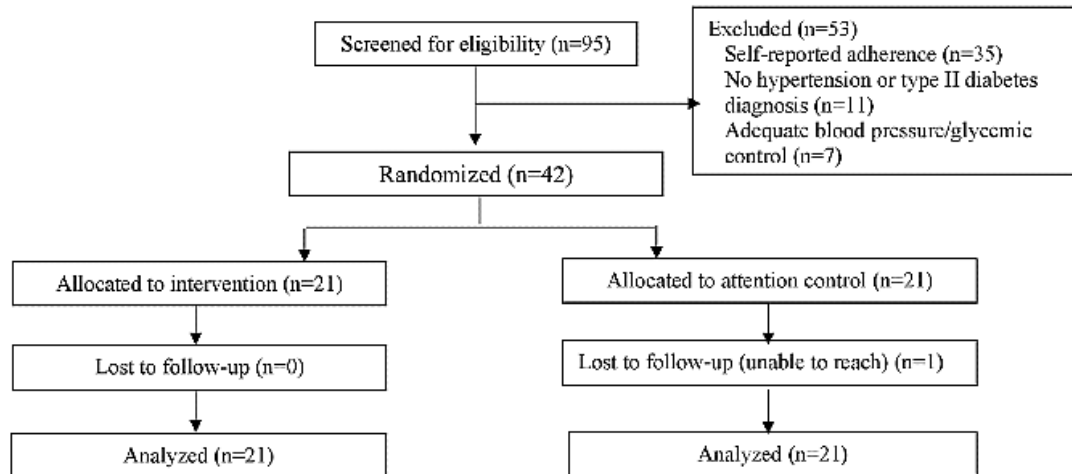 Screened for eligibility (n=95)
Excluded (n=53)
Self-reported adherence (n=35)
No hypertension or type II diabetes
diagnosis (n=11)
Adequate blood pressure/glycemic
control (n=7)
Randomized (n=42)
Allocated to intervention (n=21)
Allocated to attention control (n=21)
Lost to follow-up (n=0)
Lost to follow-up (unable to reach) (n=1)
Analyzed (n=21)
Analyzed (n=21)